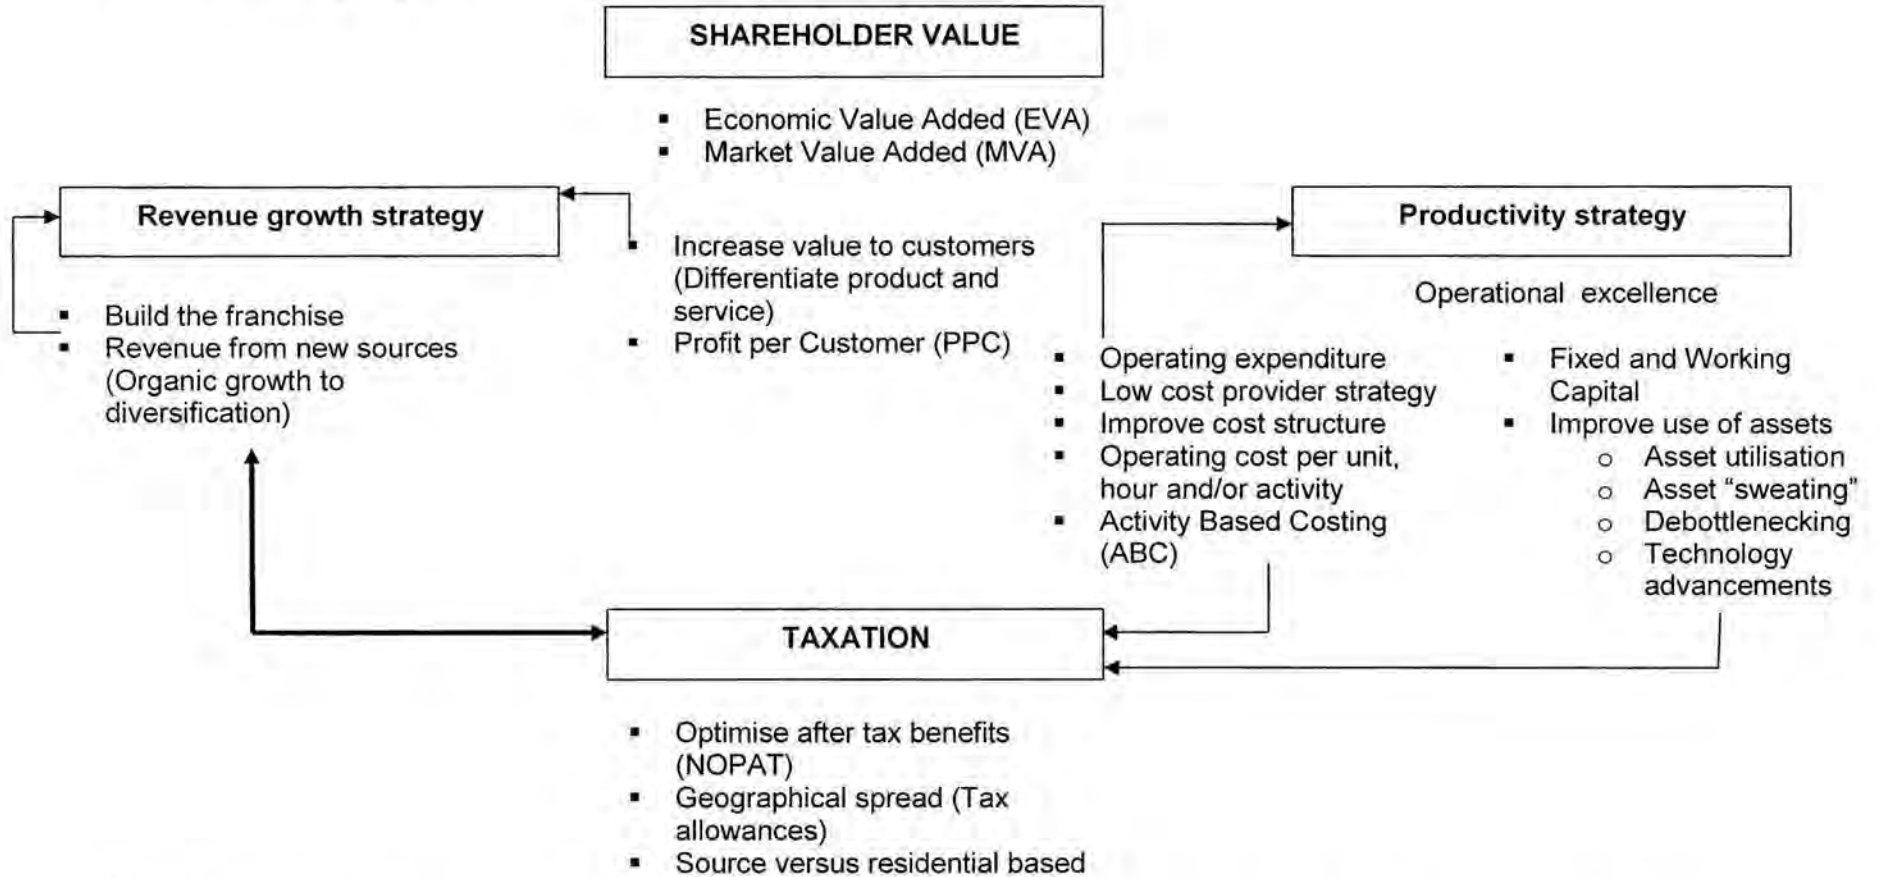 SHAREHOLDER VALUE
▪ Economic Value Added (EVA)
▪ Market Value Added (MVA)
Revenue growth strategy
▪ Build the franchise
▪ Revenue from new sources
(Organic growth to
diversification)
▪ Increase value to customers
(Differentiate product and
service)
▪ Profit per Customer (PPC)
Productivity strategy
Operational excellence
▪ Operating expenditure
▪ Low cost provider strategy
▪ Improve cost structure
▪ Operating cost per unit,
hour and/or activity
▪ Activity Based Costing
(ABC)
▪ Fixed and Working
Capital
▪ Improve use of assets
o Asset utilisation
o Asset “sweating”
o Debottlenecking
o Technology
advancements
TAXATION
▪ Optimise after tax benefits
(NOPAT)
▪ Geographical spread (Tax
allowances)
▪ Source versus residential based